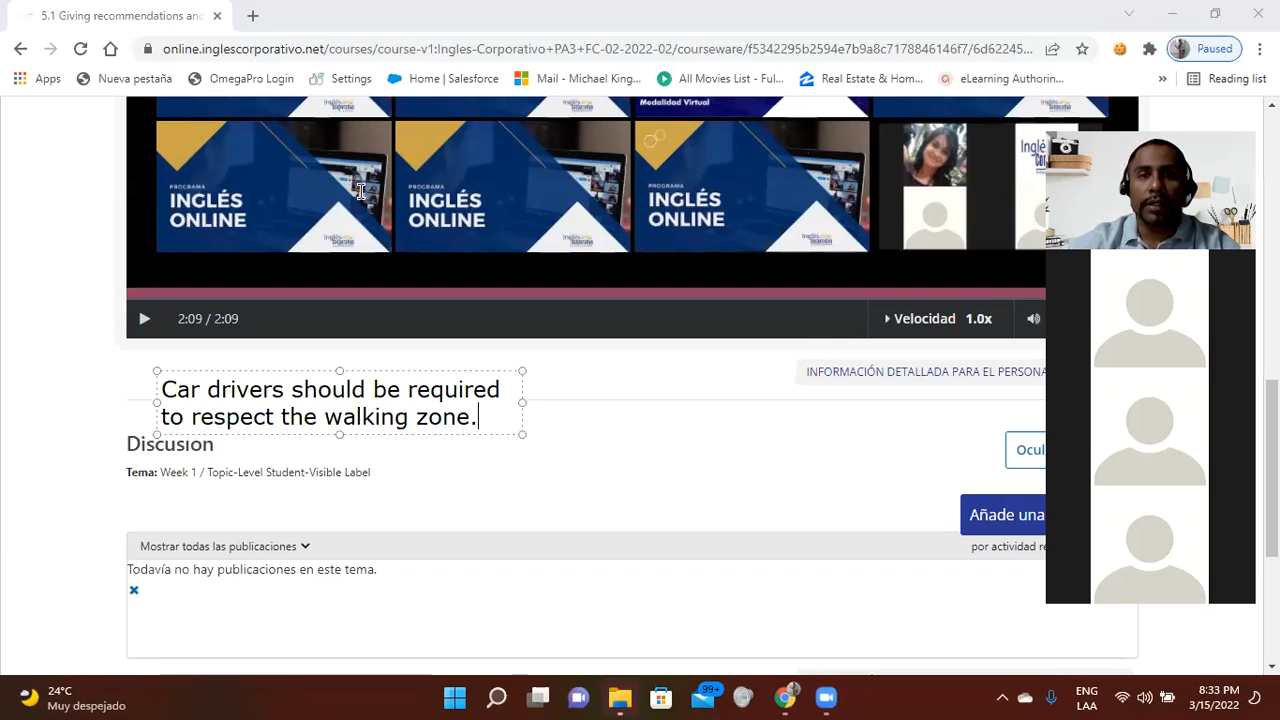 5.1 Giving recommendations and
online.inglescorporativo.net/courses/course-v1:Ingles-Corporativo+PA3+FC-02-2022-02/courseware/f5342295b2594e7b9a8c7178846146f7/6d62245...
Paused
Apps
Nueva pestaña
OmegaPro Login
Settings
Home | Salesforce
Mail - Michael King...
All Movies List - Ful...
Real Estate & Hom...
eLearning Authorin...
»
Reading list
Modalidad Virtual
PROGRAMA
INGLÉS
ONLINE
PROGRAMA
INGLÉS
ONLINE
PROGRAMA
INGLÉS
ONLINE
2:09 / 2:09
Velocidad 1.0x
INFORMACIÓN DETALLADA PARA EL PERSONA
Car drivers should be required
to respect the walking zone.
Discusión
Ocul
Tema: Week 1 / Topic-Level Student-Visible Label
Añade una
Mostrar todas las publicaciones
por actividad re
Todavía no hay publicaciones en este tema.
24°C
Muy despejado
99+
ENG
LAA
8:33 PM
3/15/2022